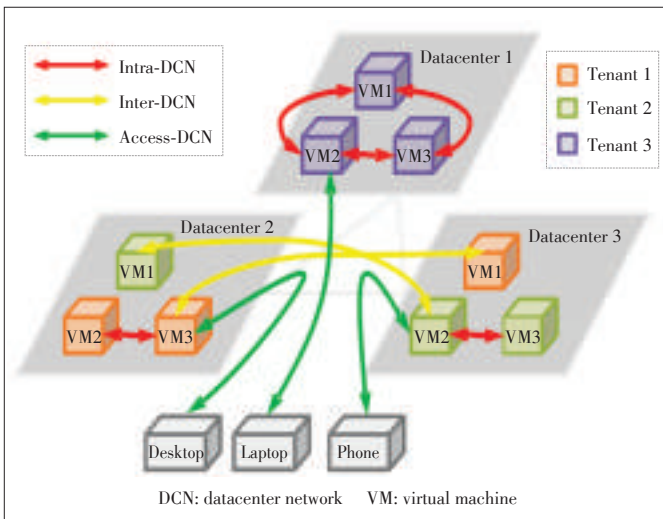 Intra-DCN
Inter-DCN
Access-DCN
Datacenter 1
VM1
VM2
VM3
Tenant 1
Tenant 2
Tenant 3
Datacenter 2
VM1
VM2
VM3
Datacenter 3
VM1
VM2
VM3
Desktop
Laptop
Phone
DCN: datacenter network VM: virtual machine